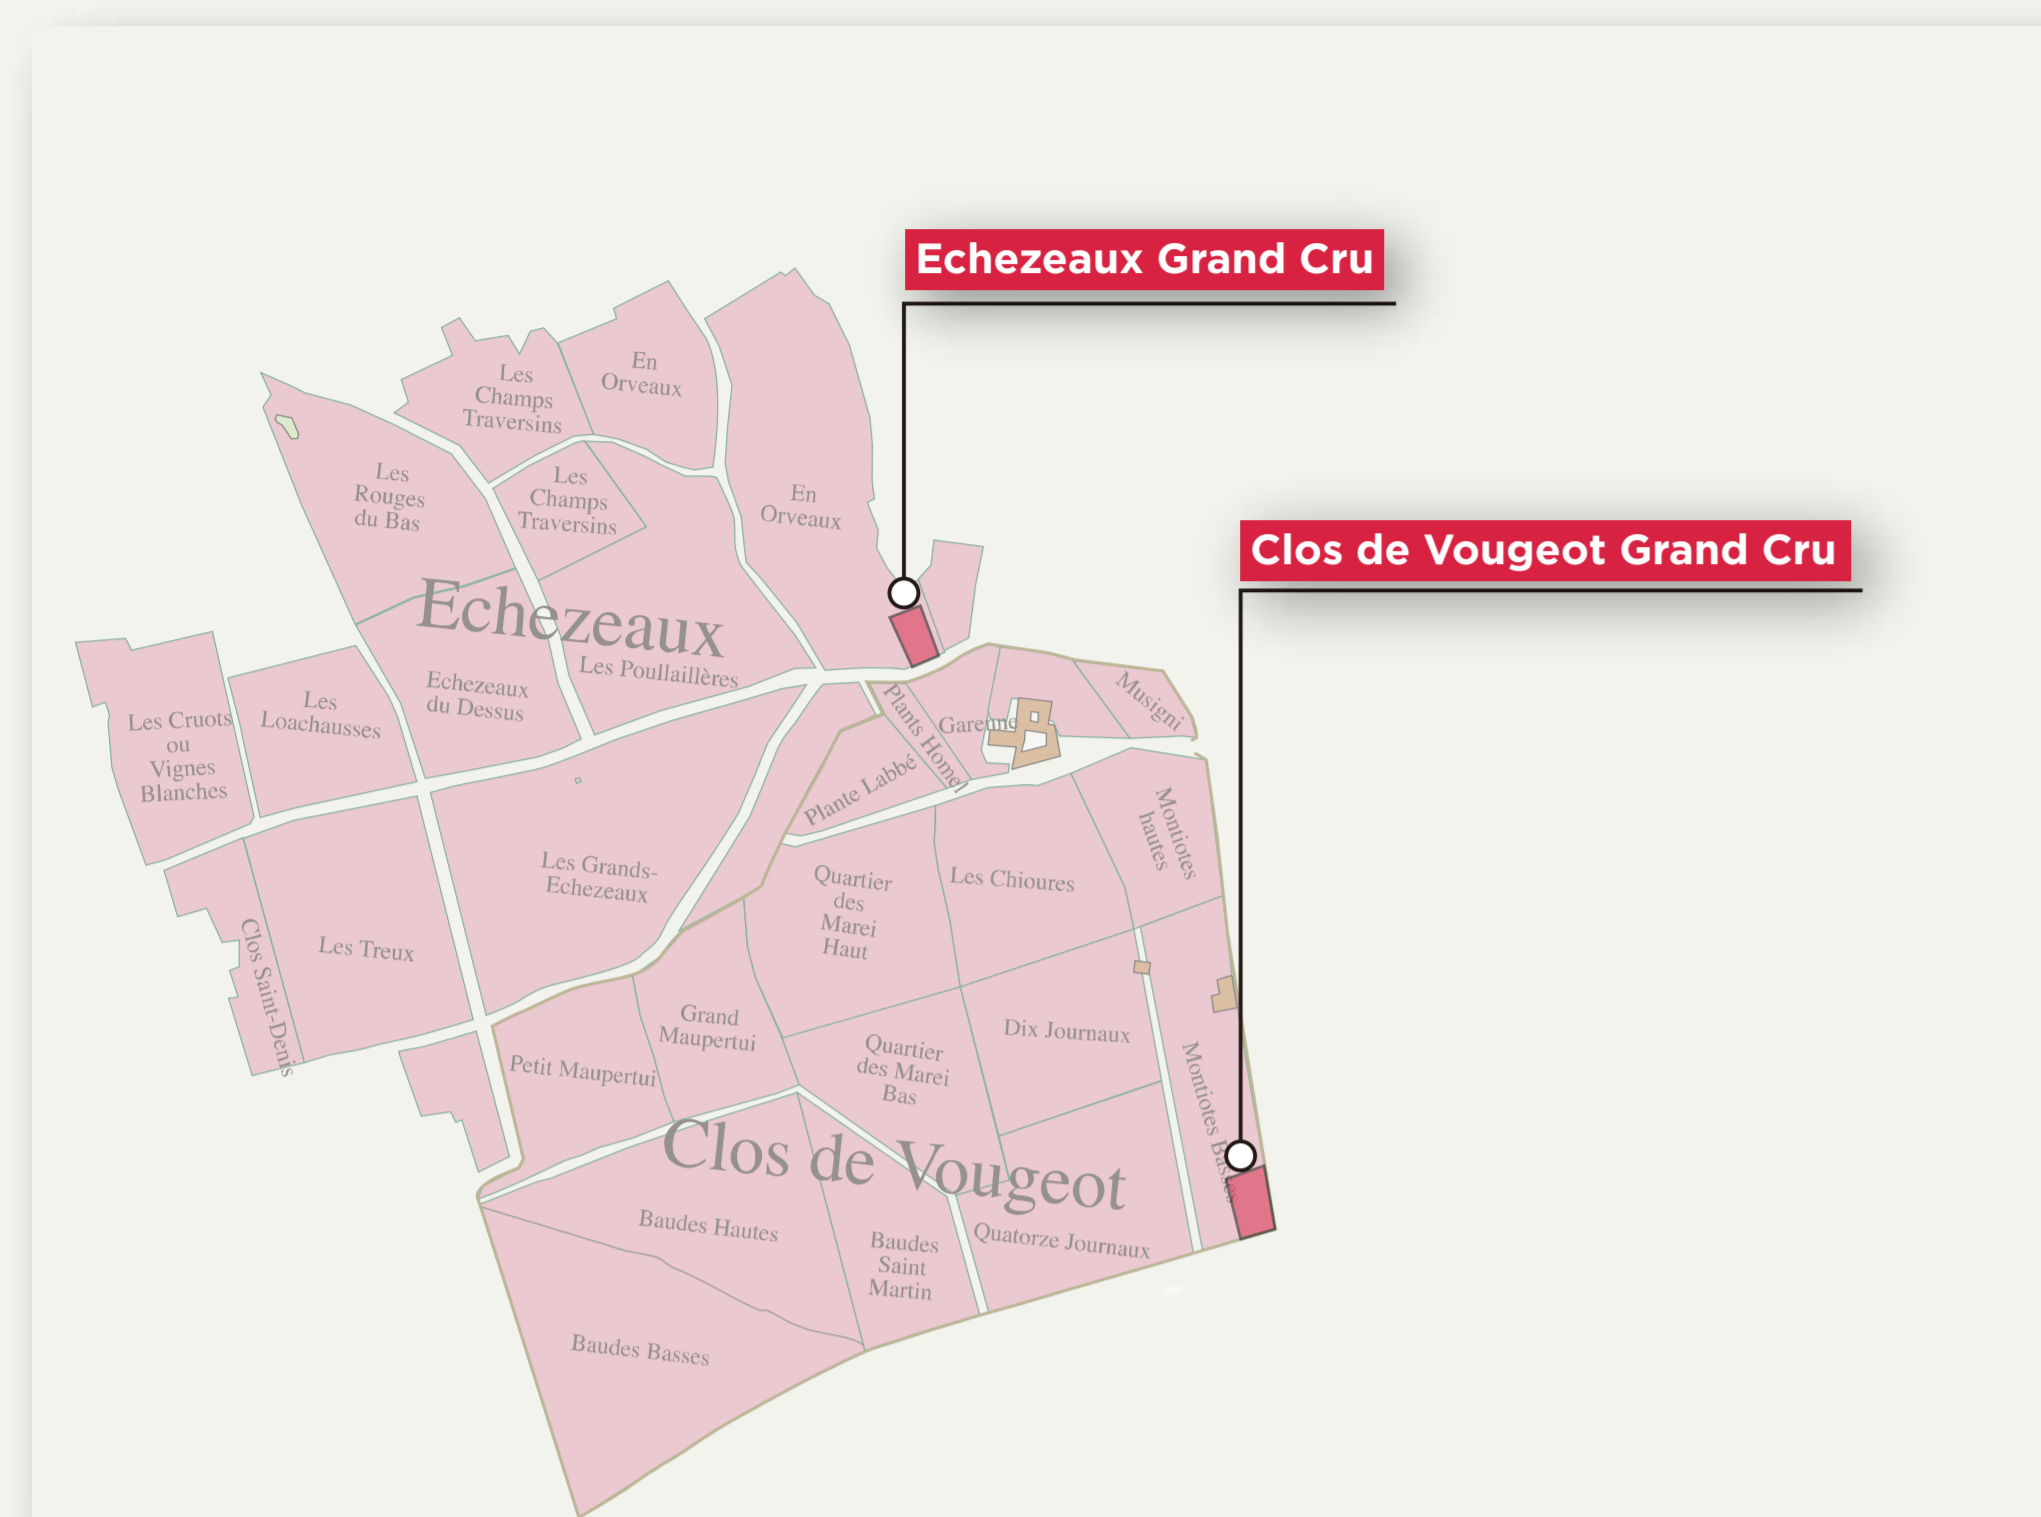 Echezeaux Grand Cru
Clos de Vougeot Grand Cru
En
Orveaux
Les
Champs
Traversins
Les
Rouges
du Bas
Les
Champs
Traversins
En
Orveaux
Echezeaux
Les Poullaillères
Echezeaux
du Dessus
Les
Loachausses
Les Cruots
ou
Vignes
Blanches
Musigni
Garenne
Plants Homel
Plante Labbé
Montiotes
hautes
Les Grands-
Echezeaux
Quartier
des
Marei
Haut
Les Chioures
Clos Saint-Denis
Les Treux
Grand
Maupertui
Petit Maupertui
Quartier
des Marei
Bas
Dix Journaux
Montiotes Basses
Clos de Vougeot
Baudes Hautes
Baudes
Saint
Martin
Quatorze Journaux
Baudes Basses